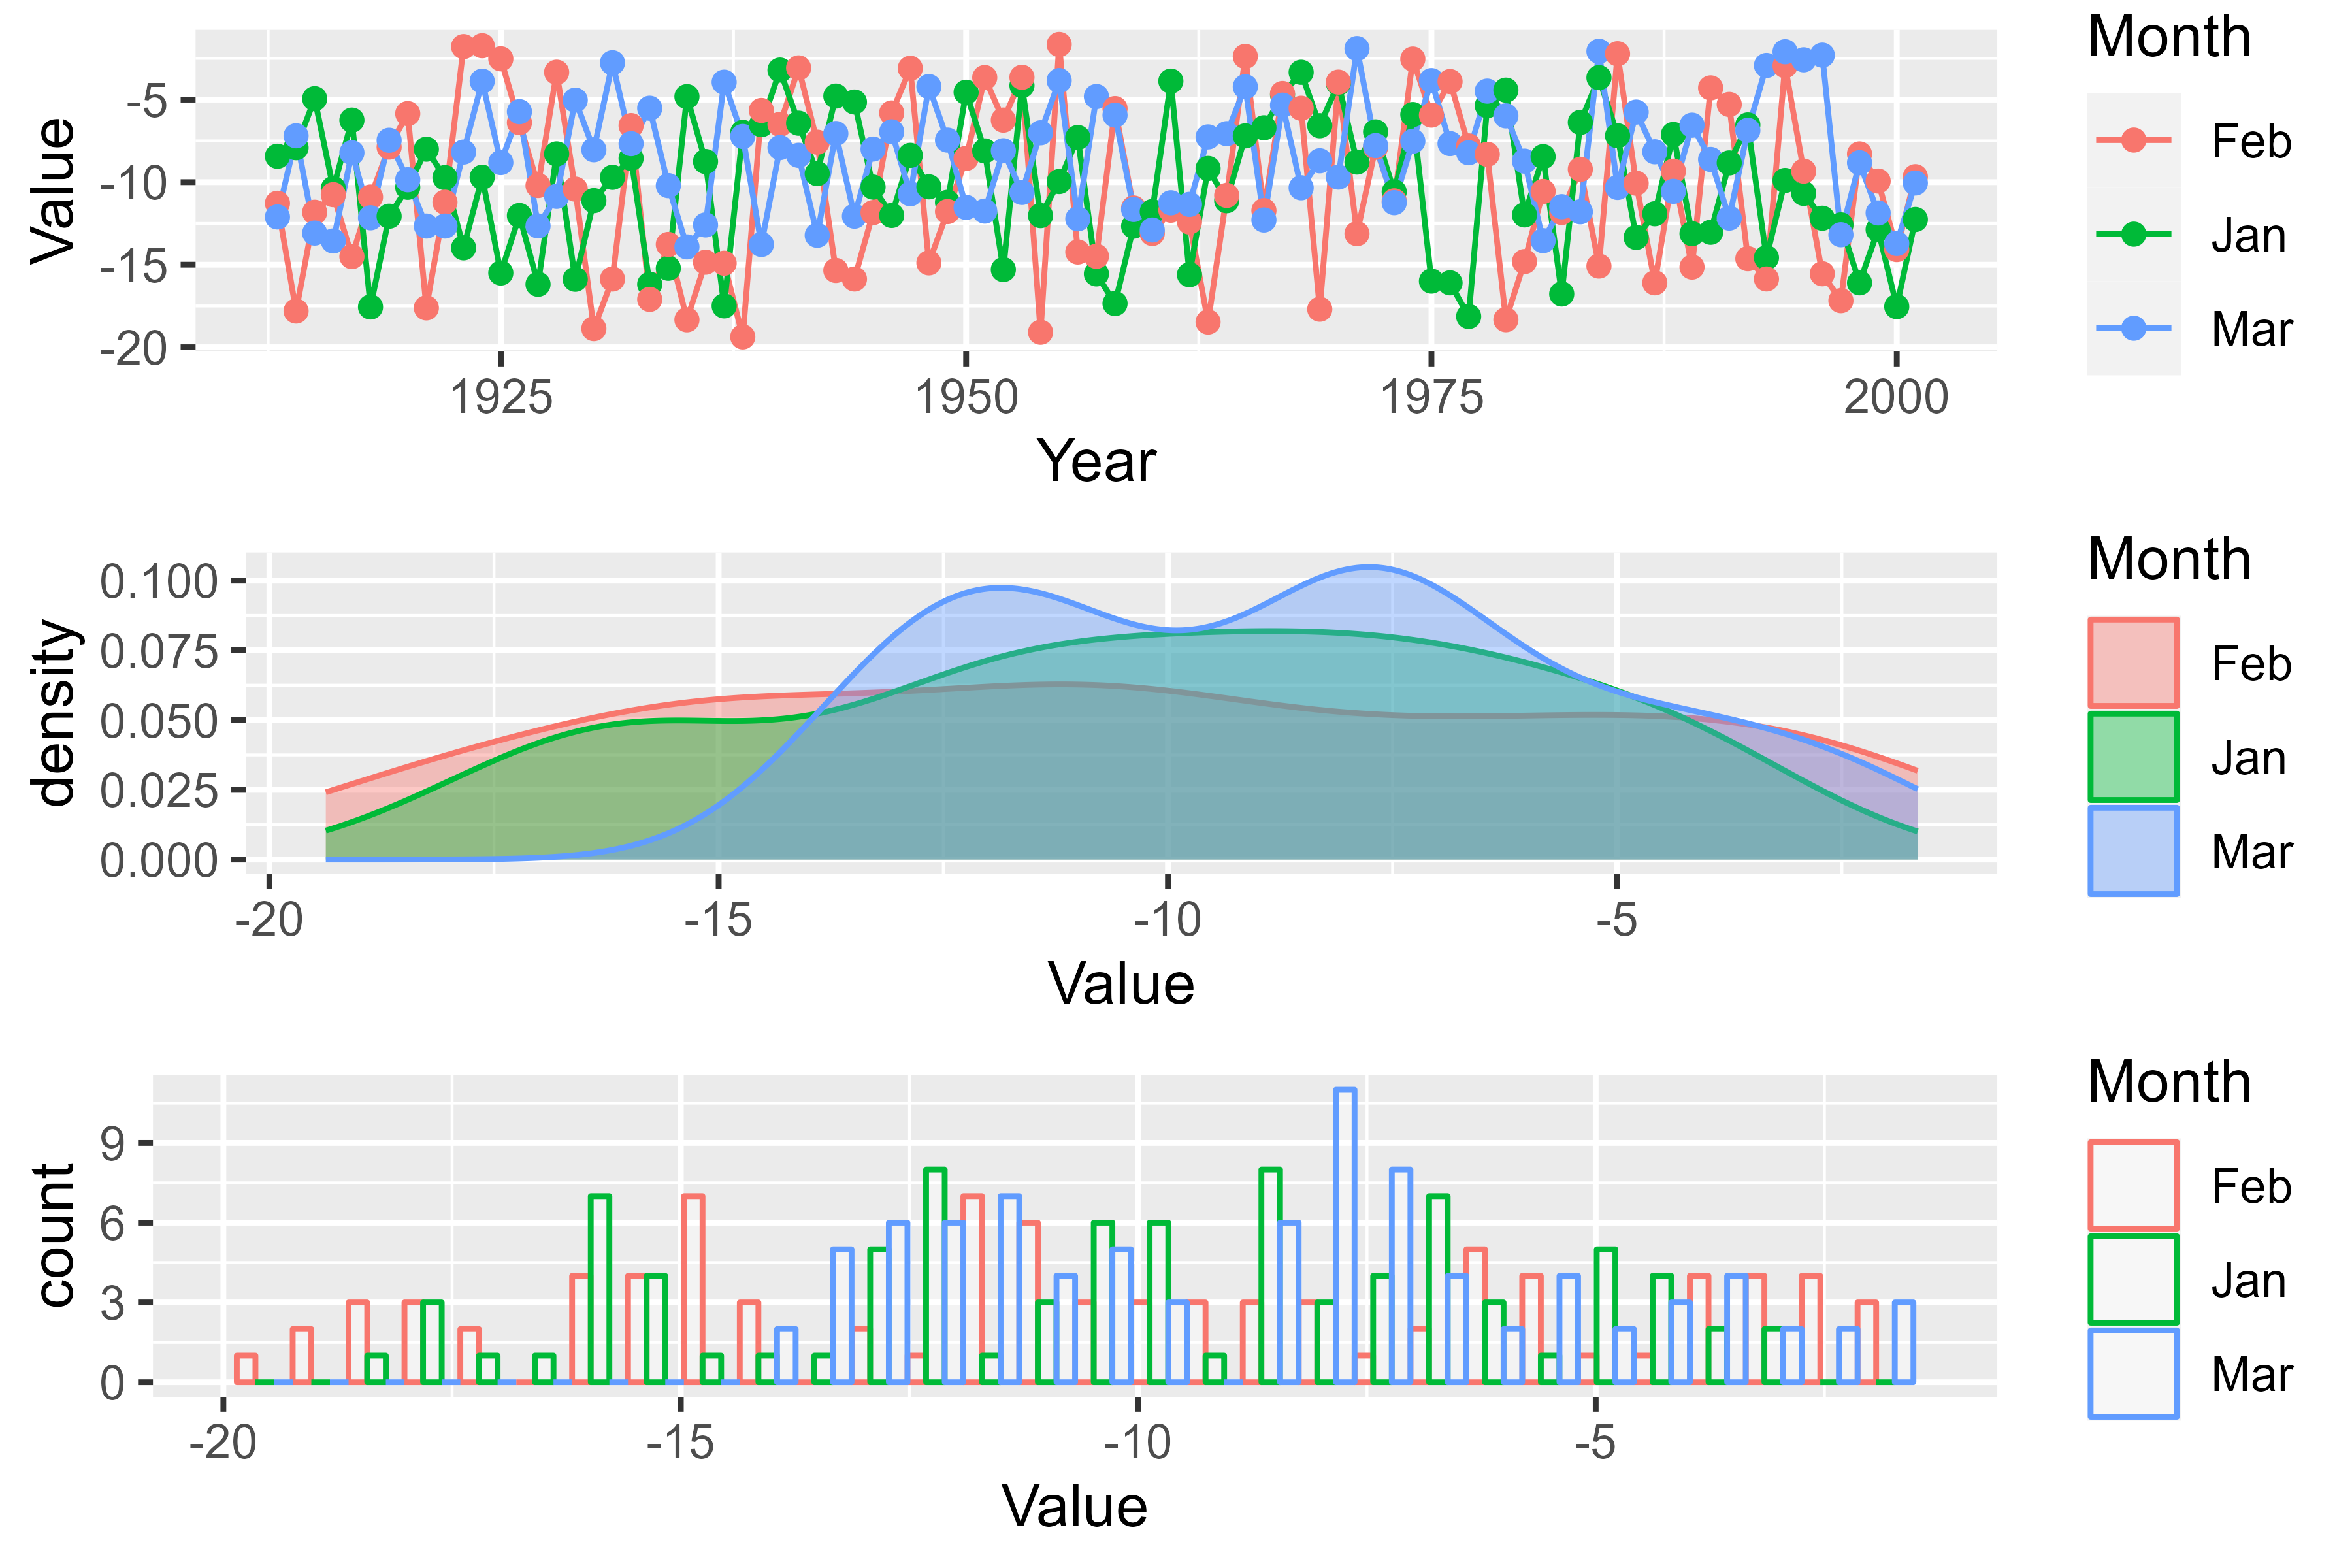 Month
Value
-5
-10
-15
-20
Feb
Jan
Mar
1925 1950 1975 2000
Year
Month
density
0.100
0.075
0.050
0.025
0.000
Feb
Jan
Mar
-20 -15 -10 -5
Value
Month
count
9
6
3
0
Feb
Jan
Mar
-20 -15 -10 -5
Value